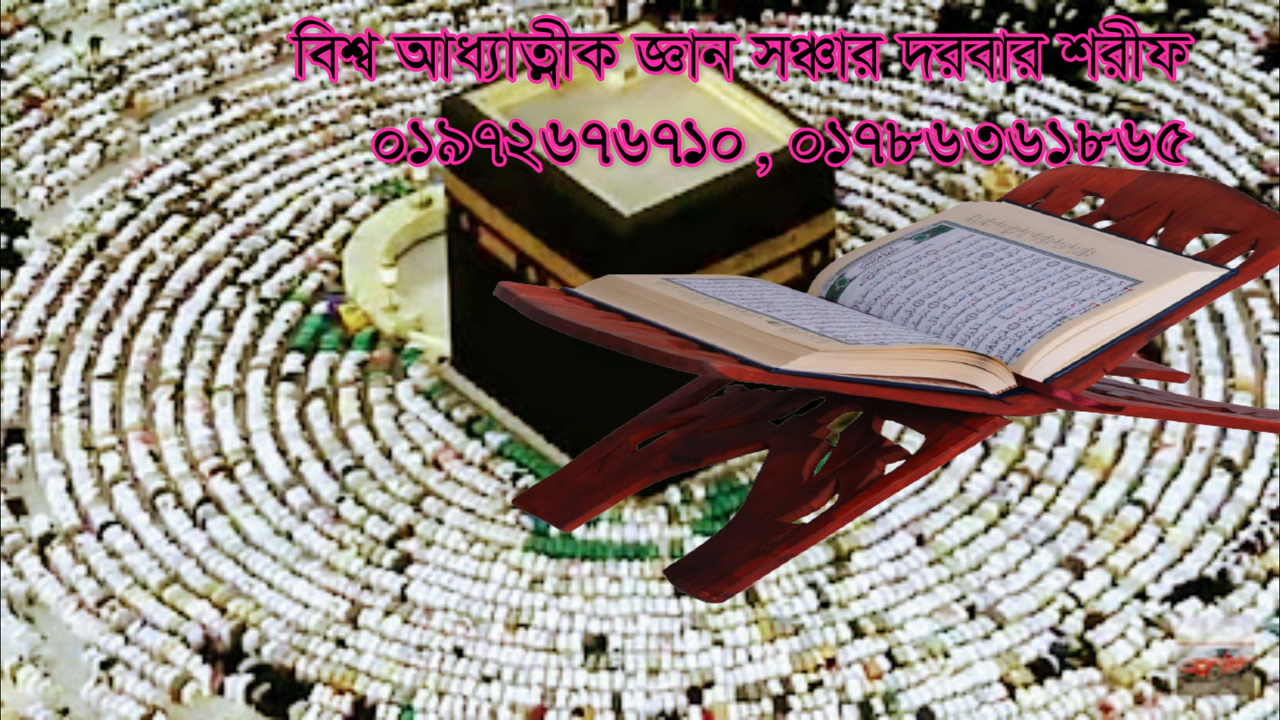 বিশ্ব আধ্যাত্নীক জ্ঞান সঞ্চার দরবার শরীফ
০১৯৭২৬৭৬৭১০ , ০১৭৮৬৩৬১৮৬৫